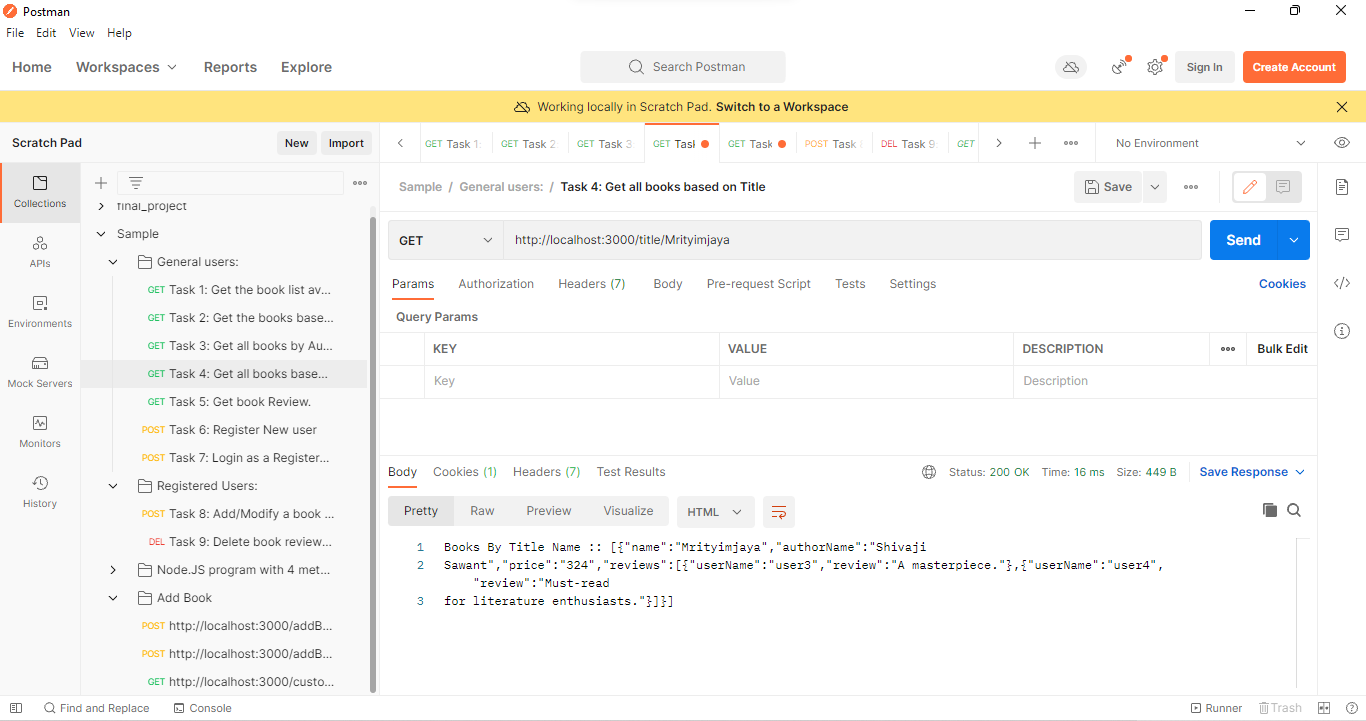 Postman
File Edit View Help
Home Workspaces Reports Explore Search Postman Sign In Create Account
Working locally in Scratch Pad. Switch to a Workspace
Scratch Pad New Import
GET Task 1: GET Task 2 GET Task 3 GET Task GET Task POST Task DEL Task 9: GET
No Environment
Collections
APIs
Environments
Mock Servers
Monitors
History
final_project
Sample
General users:
GET Task 1: Get the book list av...
GET Task 2: Get the books base...
GET Task 3: Get all books by Au...
GET Task 4: Get all books base...
GET Task 5: Get book Review.
POST Task 6: Register New user
POST Task 7: Login as a Register...
Registered Users:
POST Task 8: Add/Modify a book ...
DEL Task 9: Delete book review...
Node.JS program with 4 met...
Add Book
POST http://localhost:3000/addB...
POST http://localhost:3000/addB...
GET http://localhost:3000/custo...
Sample / General users: / Task 4: Get all books based on Title
Save
GET http://localhost:3000/title/Mrityimjaya Send
Params Authorization Headers (7) Body Pre-request Script Tests Settings Cookies
Query Params
KEY VALUE DESCRIPTION Bulk Edit
Key Value Description
Body Cookies (1) Headers (7) Test Results Status: 200 OK Time: 16 ms Size: 449 B Save Response
Pretty Raw Preview Visualize HTML
1 Books By Title Name :: [{"name":"Mrityimjaya","authorName":"Shivaji
2 Sawant","price":"324","reviews":[{"userName":"user3","review":"A masterpiece."},{"userName":"user4",
"review":"Must-read
3 for literature enthusiasts."}]}]
Find and Replace Console Runner Trash